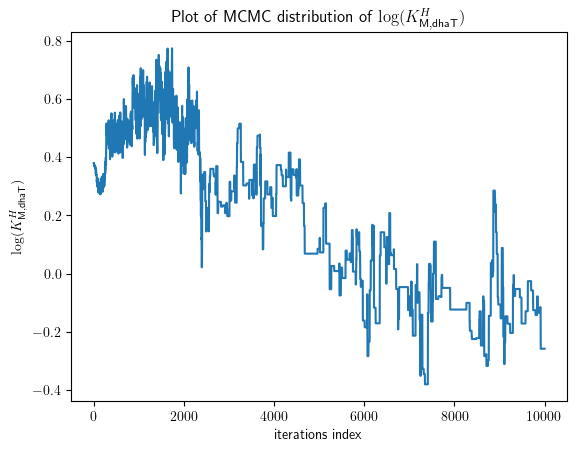 Plot of MCMC distribution of log(K^H_M,dhaT)
0.8
0.6
0.4
0.2
0.0
−0.2
−0.4
log(K^H_M,dhaT)
0 2000 4000 6000 8000 10000
iterations index